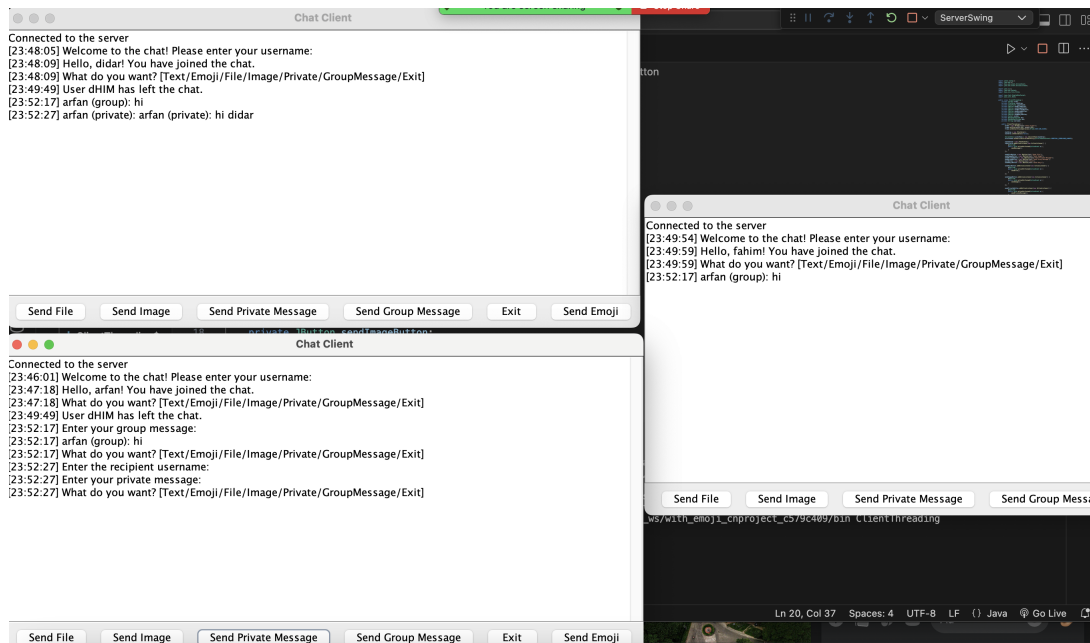 Chat Client
ServerSwing
tton
Connected to the server
[23:48:05] Welcome to the chat! Please enter your username:
[23:48:09] Hello, didar! You have joined the chat.
[23:48:09] What do you want? [Text/Emoji/File/Image/Private/GroupMessage/Exit]
[23:49:49] User dHIM has left the chat.
[23:52:17] arfan (group): hi
[23:52:27] arfan (private): arfan (private): hi didar
Send File Send Image Send Private Message Send Group Message Exit Send Emoji
Chat Client
Connected to the server
[23:49:54] Welcome to the chat! Please enter your username:
[23:49:59] Hello, fahim! You have joined the chat.
[23:49:59] What do you want? [Text/Emoji/File/Image/Private/GroupMessage/Exit]
[23:52:17] arfan (group): hi
Send File Send Image Send Private Message Send Group Messa
18 private JButton sendImageButton;
Chat Client
Connected to the server
[23:46:01] Welcome to the chat! Please enter your username:
[23:47:18] Hello, arfan! You have joined the chat.
[23:47:18] What do you want? [Text/Emoji/File/Image/Private/GroupMessage/Exit]
[23:49:49] User dHIM has left the chat.
[23:52:17] Enter your group message:
[23:52:17] arfan (group): hi
[23:52:17] What do you want? [Text/Emoji/File/Image/Private/GroupMessage/Exit]
[23:52:27] Enter the recipient username:
[23:52:27] Enter your private message:
[23:52:27] What do you want? [Text/Emoji/File/Image/Private/GroupMessage/Exit]
Send File Send Image Send Private Message Send Group Message Exit Send Emoji
_ws/with_emoji_cnproject_c579c409/bin ClientThreading
Ln 20, Col 37 Spaces: 4 UTF-8 LF {} Java Go Live